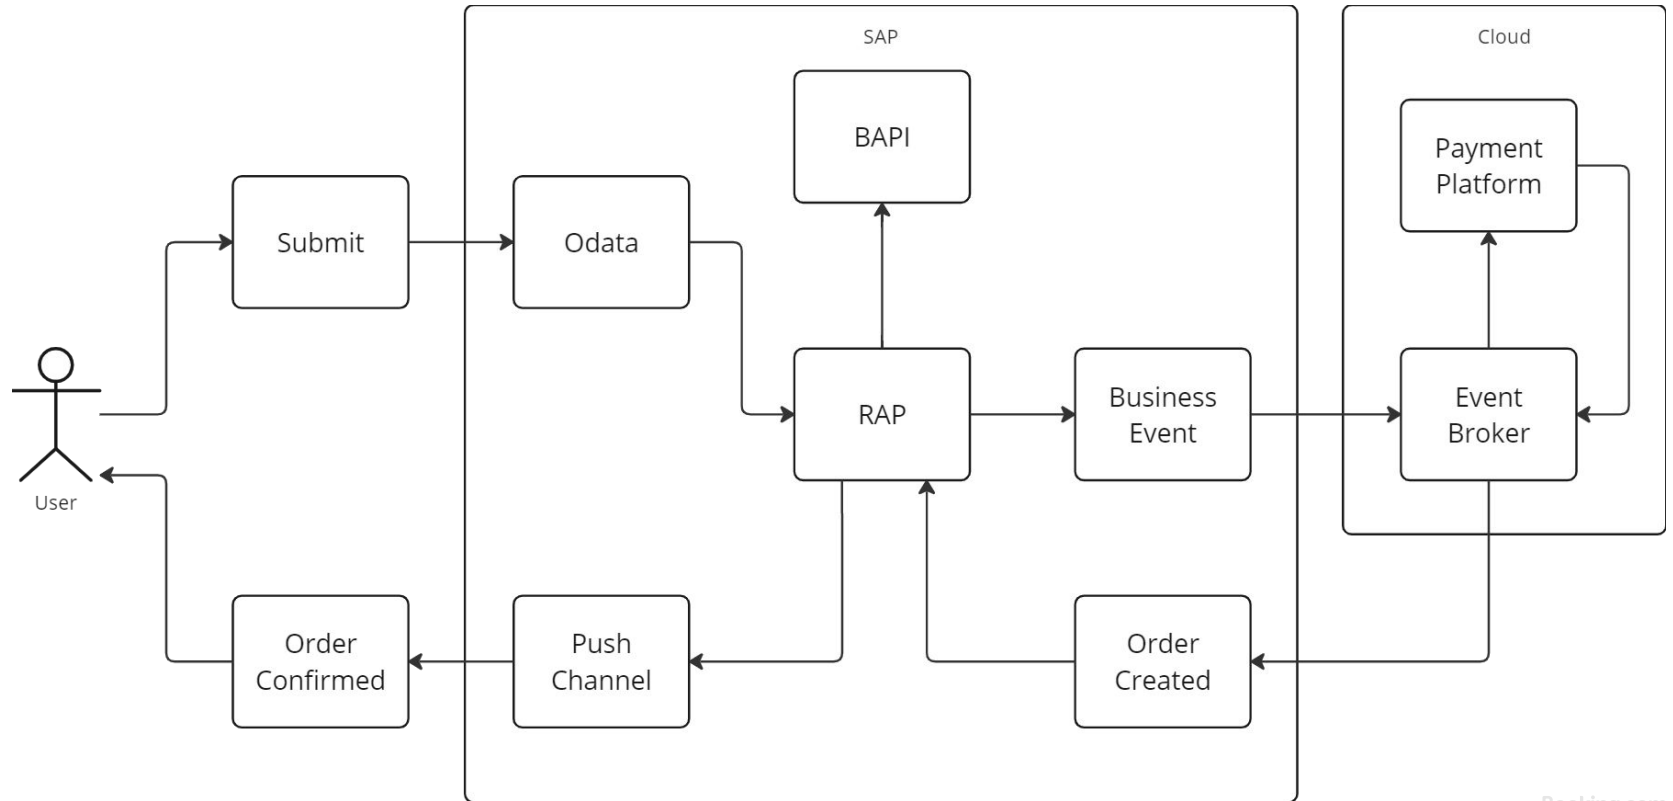 SAP
Cloud
BAPI
Payment
Platform
Submit
Odata
RAP
Business
Event
Event
Broker
User
Order
Confirmed
Push
Channel
Order
Created